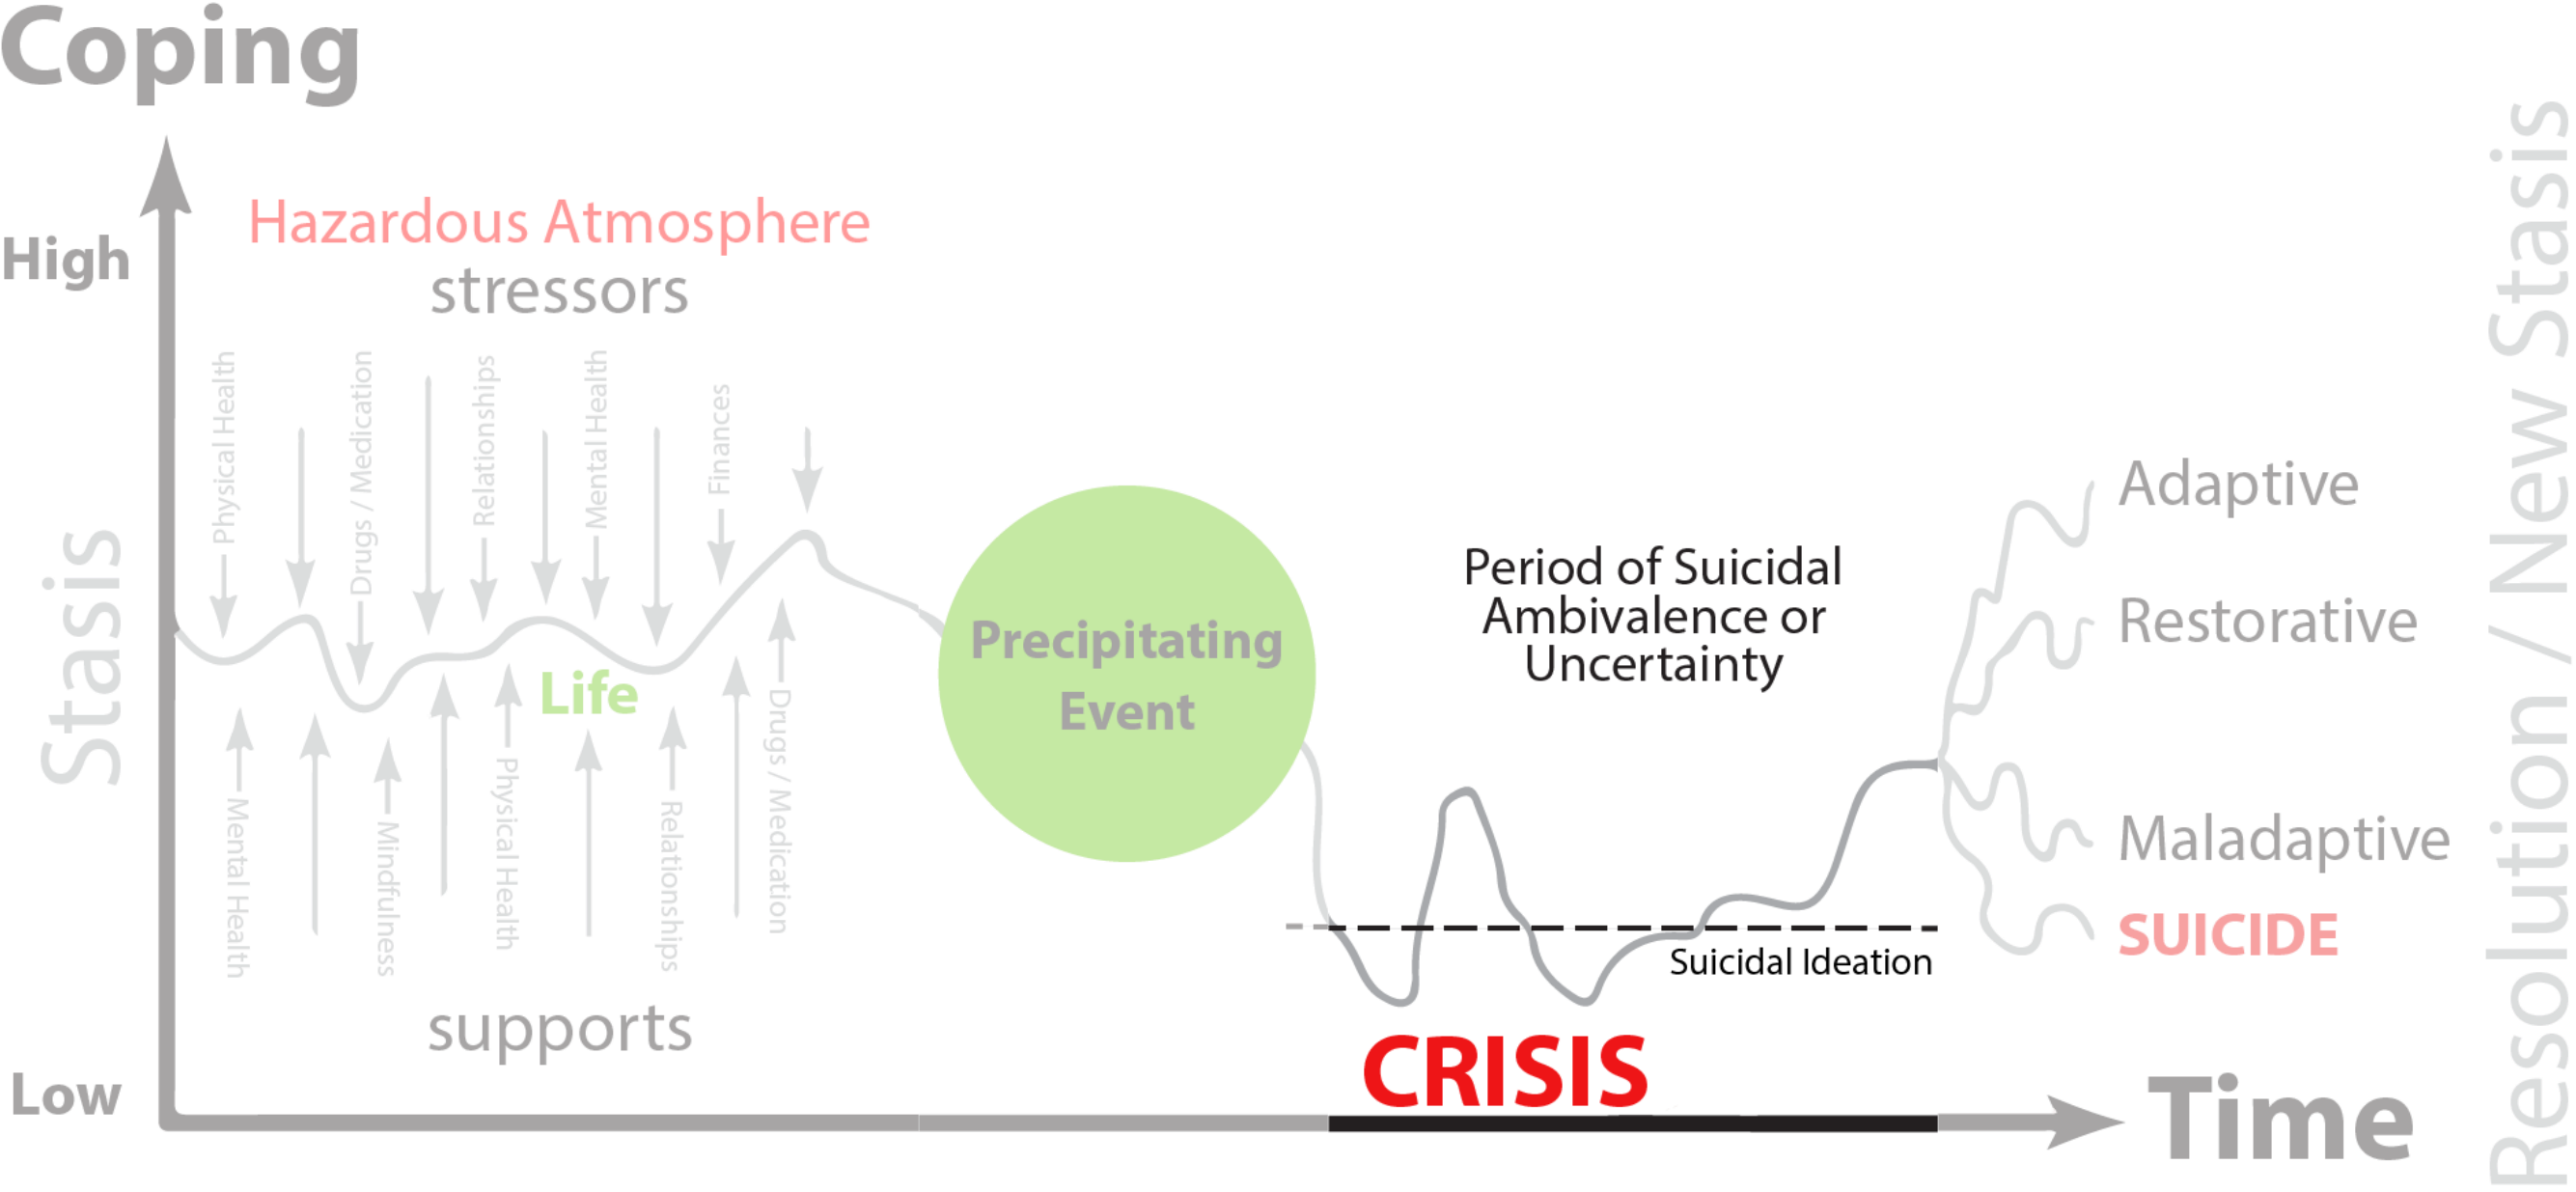 Coping
High
Hazardous Atmosphere
stressors
Physical Health
Drugs / Medication
Relationships
Mental Health
Finances
Stasis
Life
Mental Health
Mindfulness
Physical Health
Relationships
Drugs / Medication
supports
Low
Precipitating
Event
Period of Suicidal
Ambivalence or
Uncertainty
Suicidal Ideation
CRISIS
Adaptive
Restorative
Maladaptive
SUICIDE
Time
Resolution / New Stasis